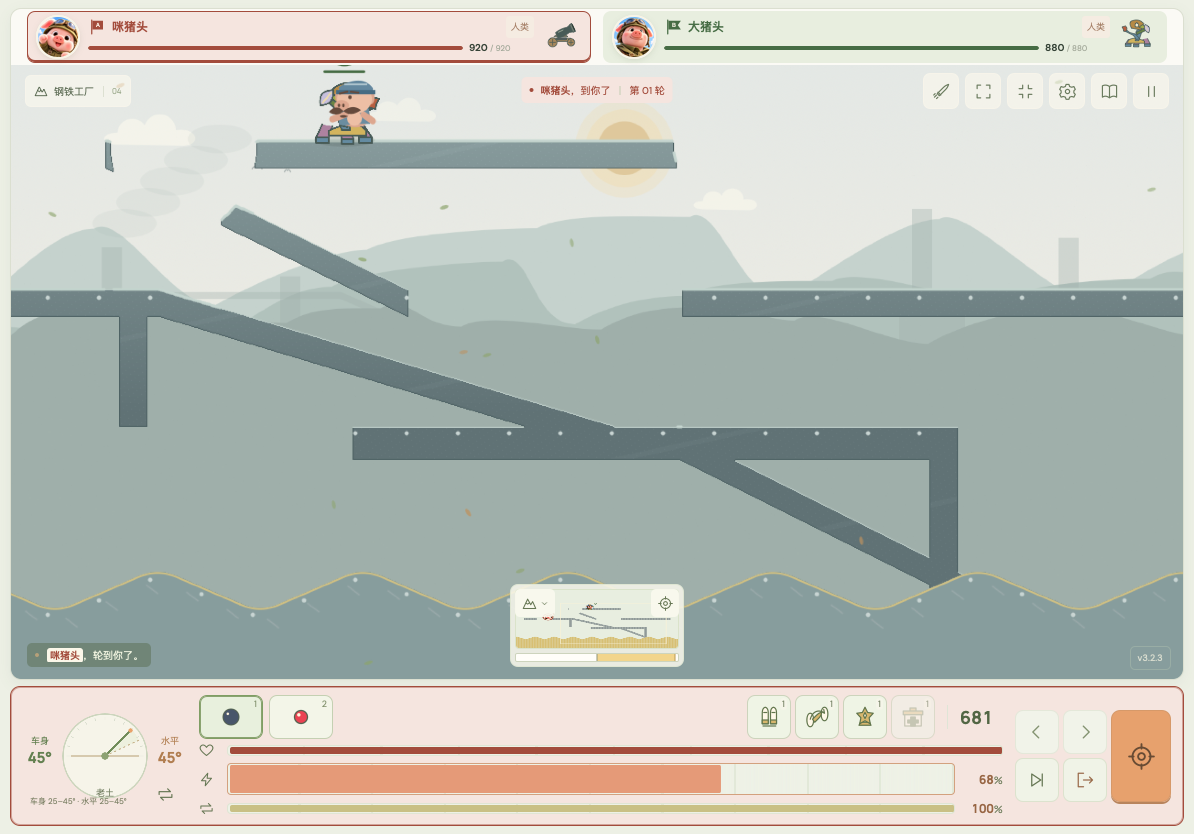 咪猪头
人类
920 / 920
大猪头
人类
880 / 880
钢铁工厂 04
咪猪头，到你了 第 01 轮
咪猪头，轮到你了。
v3.2.3
车身
45°
水平
45°
老土
车身 25–45° · 水平 25–45°
1
2
1
1
1
1
681
68%
100%